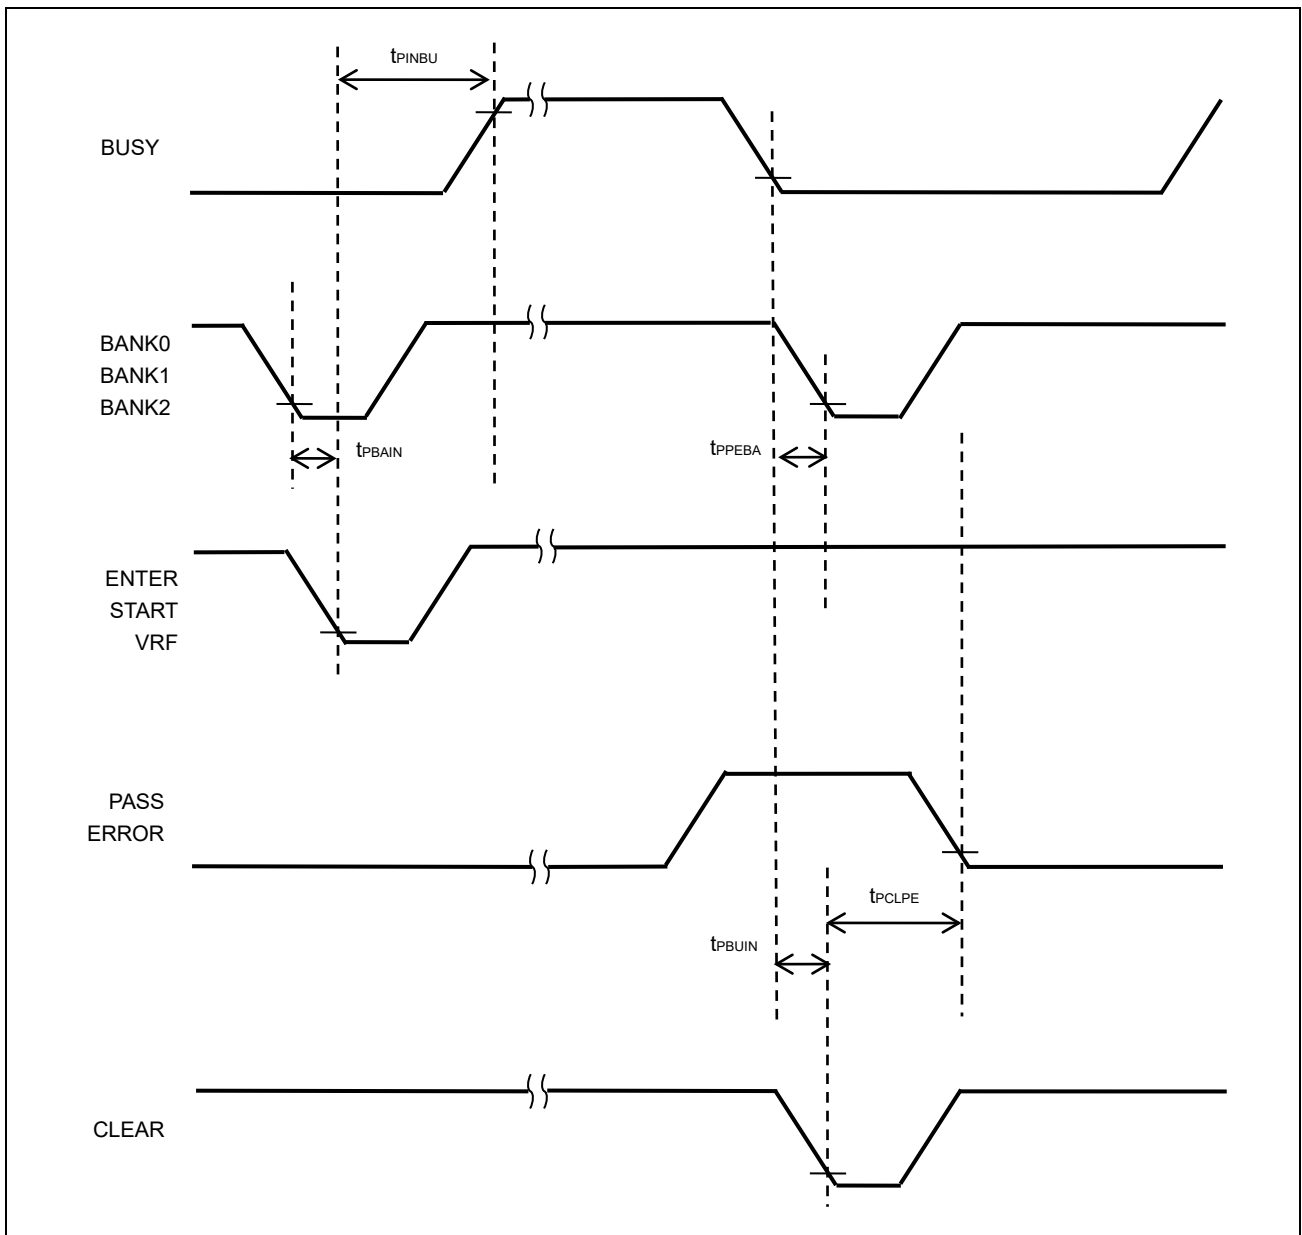 tPINBU
BUSY
BANK0
BANK1
BANK2
tPBAIN
tPPEBA
ENTER
START
VRF
PASS
ERROR
tPCLPE
tPBUIN
CLEAR